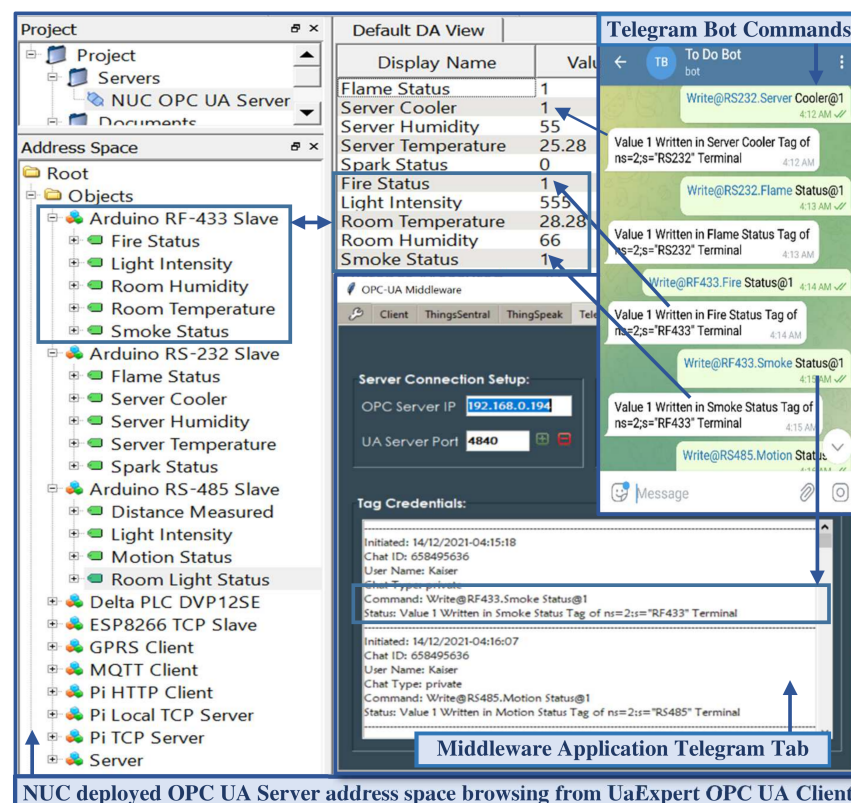 Project
Project
Servers
NUC OPC UA Server
Documents
Address Space
Root
Objects
Arduino RF-433 Slave
Fire Status
Light Intensity
Room Humidity
Room Temperature
Smoke Status
Arduino RS-232 Slave
Flame Status
Server Cooler
Server Humidity
Server Temperature
Spark Status
Arduino RS-485 Slave
Distance Measured
Light Intensity
Motion Status
Room Light Status
Delta PLC DVP12SE
ESP8266 TCP Slave
GPRS Client
MQTT Client
Pi HTTP Client
Pi Local TCP Server
Pi TCP Server
Server
Default DA View
Display Name Valu
Flame Status 1
Server Cooler 1
Server Humidity 55
Server Temperature 25.28
Spark Status 0
Fire Status 1
Light Intensity 555
Room Temperature 28.28
Room Humidity 66
Smoke Status 1
OPC-UA Middleware
Client ThingsSentral ThingSpeak Tele
Server Connection Setup:
OPC Server IP 192.168.0.194
UA Server Port 4840
Tag Credentials:
Initiated: 14/12/2021-04:15:18
Chat ID: 658495636
User Name: Kaiser
Chat Type: private
Command: Write@RF433.Smoke Status@1
Status: Value 1 Written in Smoke Status Tag of ns=2;s="RF433" Terminal
Initiated: 14/12/2021-04:16:07
Chat ID: 658495636
User Name: Kaiser
Chat Type: private
Command: Write@RS485.Motion Status@1
Status: Value 1 Written in Motion Status Tag of ns=2;s="RS485" Terminal
Middleware Application Telegram Tab
Telegram Bot Commands
TB
To Do Bot
bot
Write@RS232.Server Cooler@1
4:12 AM
Value 1 Written in Server Cooler Tag of
ns=2;s="RS232" Terminal 4:12 AM
Write@RS232.Flame Status@1
4:13 AM
Value 1 Written in Flame Status Tag of
ns=2;s="RS232" Terminal 4:13 AM
Write@RF433.Fire Status@1 4:14 AM
Value 1 Written in Fire Status Tag of
ns=2;s="RF433" Terminal 4:14 AM
Write@RF433.Smoke Status@1
4:15 AM
Value 1 Written in Smoke Status Tag of
ns=2;s="RF433" Terminal 4:15 AM
Write@RS485.Motion Status
Message
NUC deployed OPC UA Server address space browsing from UaExpert OPC UA Client